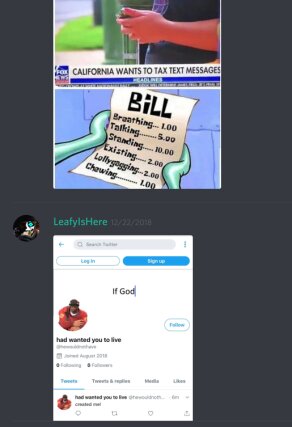 FOX
NEWS
CALIFORNIA WANTS TO TAX TEXT MESSAGES
HEADLINES
BiLL
Breathing.... 1.00
Talking........ 5.00
Standing..... 10.00
Existing..... 2.00
Lollygagging...2.00
Chewing........ 1.00
LeafyIsHere 12/22/2018
Search Twitter
Log in
Sign up
If God
Follow
had wanted you to live
@hewouldnothave
Joined August 2018
0 Following 0 Followers
Tweets Tweets & replies Media Likes
had wanted you to live @hewouldnoth... · 6m
created me!